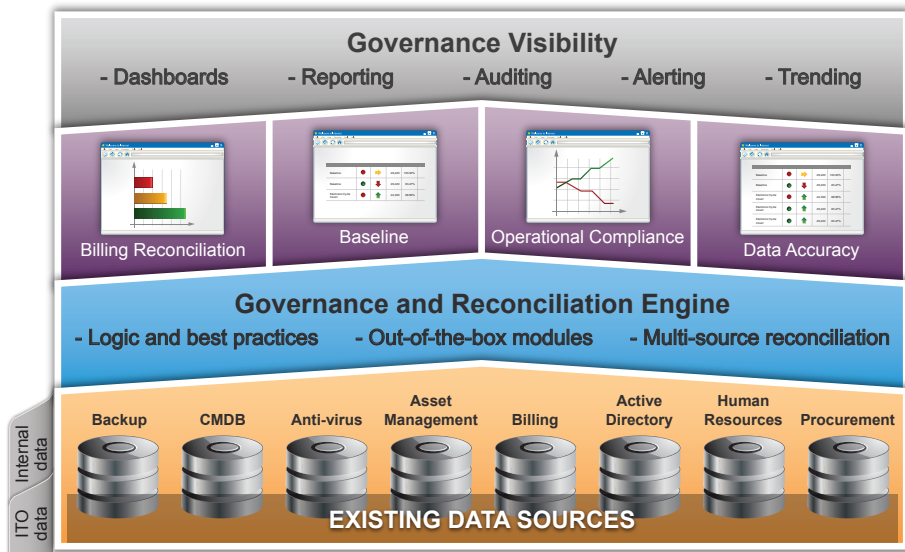 Governance Visibility
- Dashboards - Reporting - Auditing - Alerting - Trending
Billing Reconciliation
Baseline
Operational Compliance
Data Accuracy
Governance and Reconciliation Engine
- Logic and best practices - Out-of-the-box modules - Multi-source reconciliation
Internal data
ITO data
Backup
CMDB
Anti-virus
Asset Management
Billing
Active Directory
Human Resources
Procurement
EXISTING DATA SOURCES